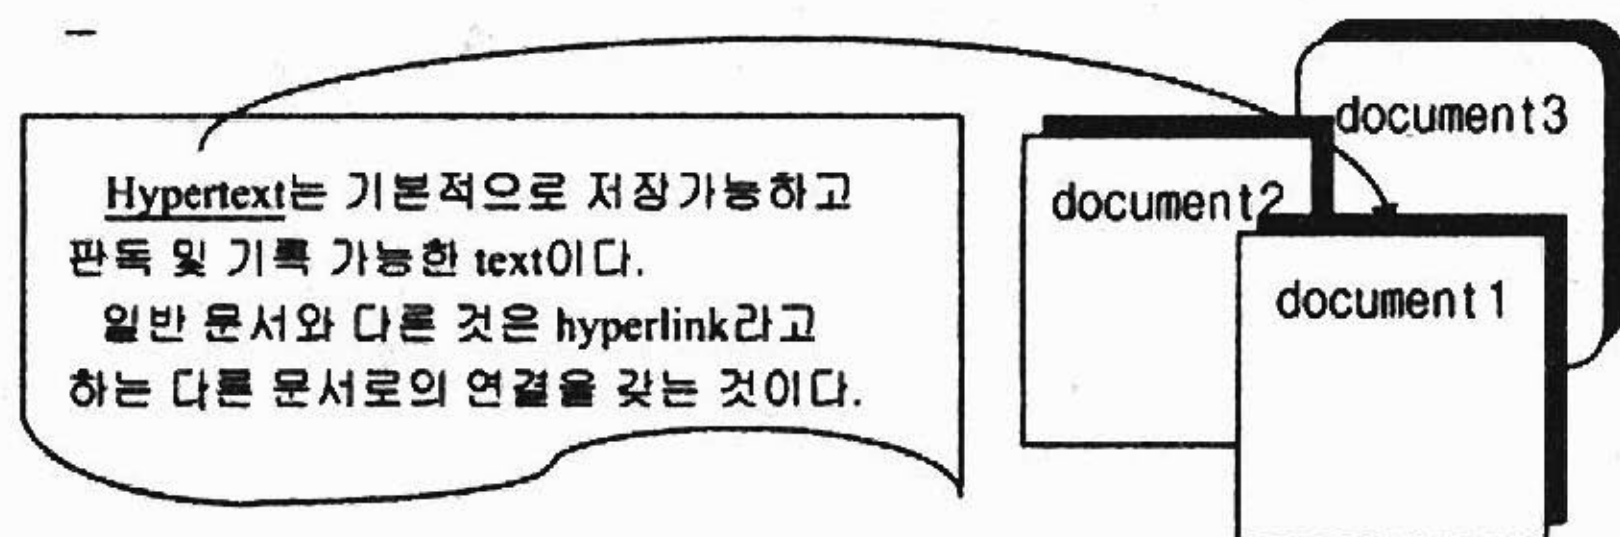 Hypertext는 기본적으로 저장가능하고
판독 및 기록 가능한 text이다.
일반 문서와 다른 것은 hyperlink라고
하는 다른 문서로의 연결을 갖는 것이다.
document3
document2
document1